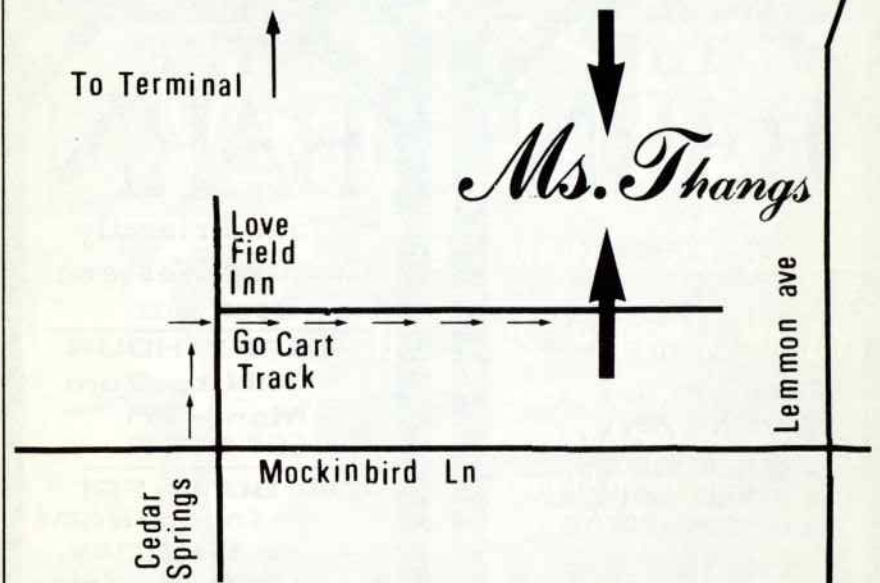 To Terminal
Ms. Thangs
Love
Field
Inn
Lemmon ave
Go Cart
Track
Mockinbird Ln
Cedar
Springs